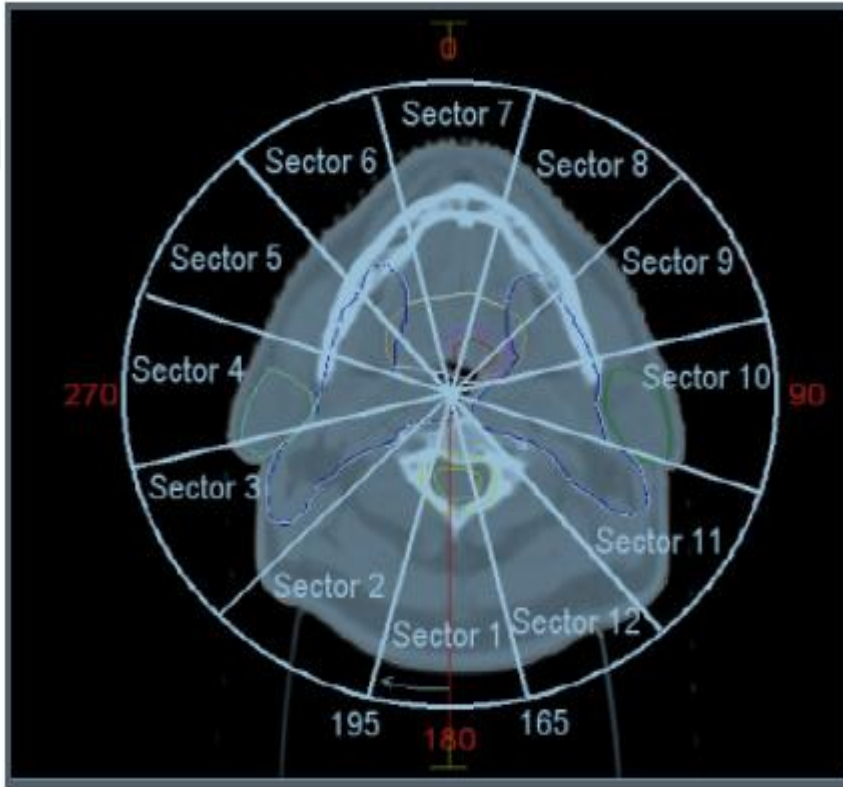 0
Sector 7
Sector 6
Sector 8
Sector 5
Sector 9
Sector 4
Sector 10
270
90
Sector 3
Sector 11
Sector 2
Sector 12
Sector 1
195
165
180